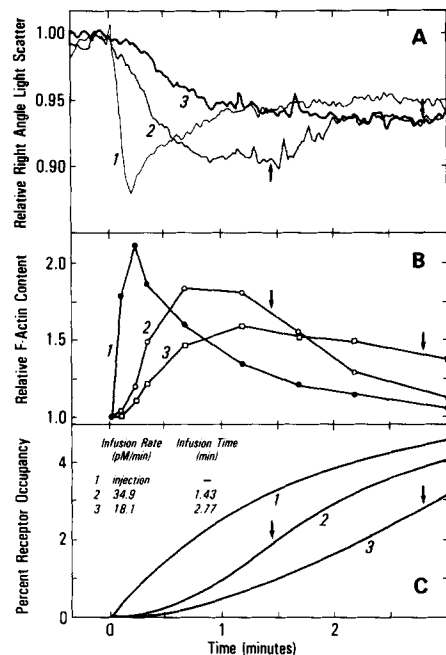 A
Relative Right Angle Light Scatter
1.00
0.95
0.90
1
2
3
B
Relative F-Actin Content
2.0
1.5
1.0
1
2
3
C
Percent Receptor Occupancy
4
2
0
Infusion Rate Infusion Time
(pM/min) (min)
1 injection —
2 34.9 1.43
3 18.1 2.77
1
2
3
0 1 2
Time (minutes)